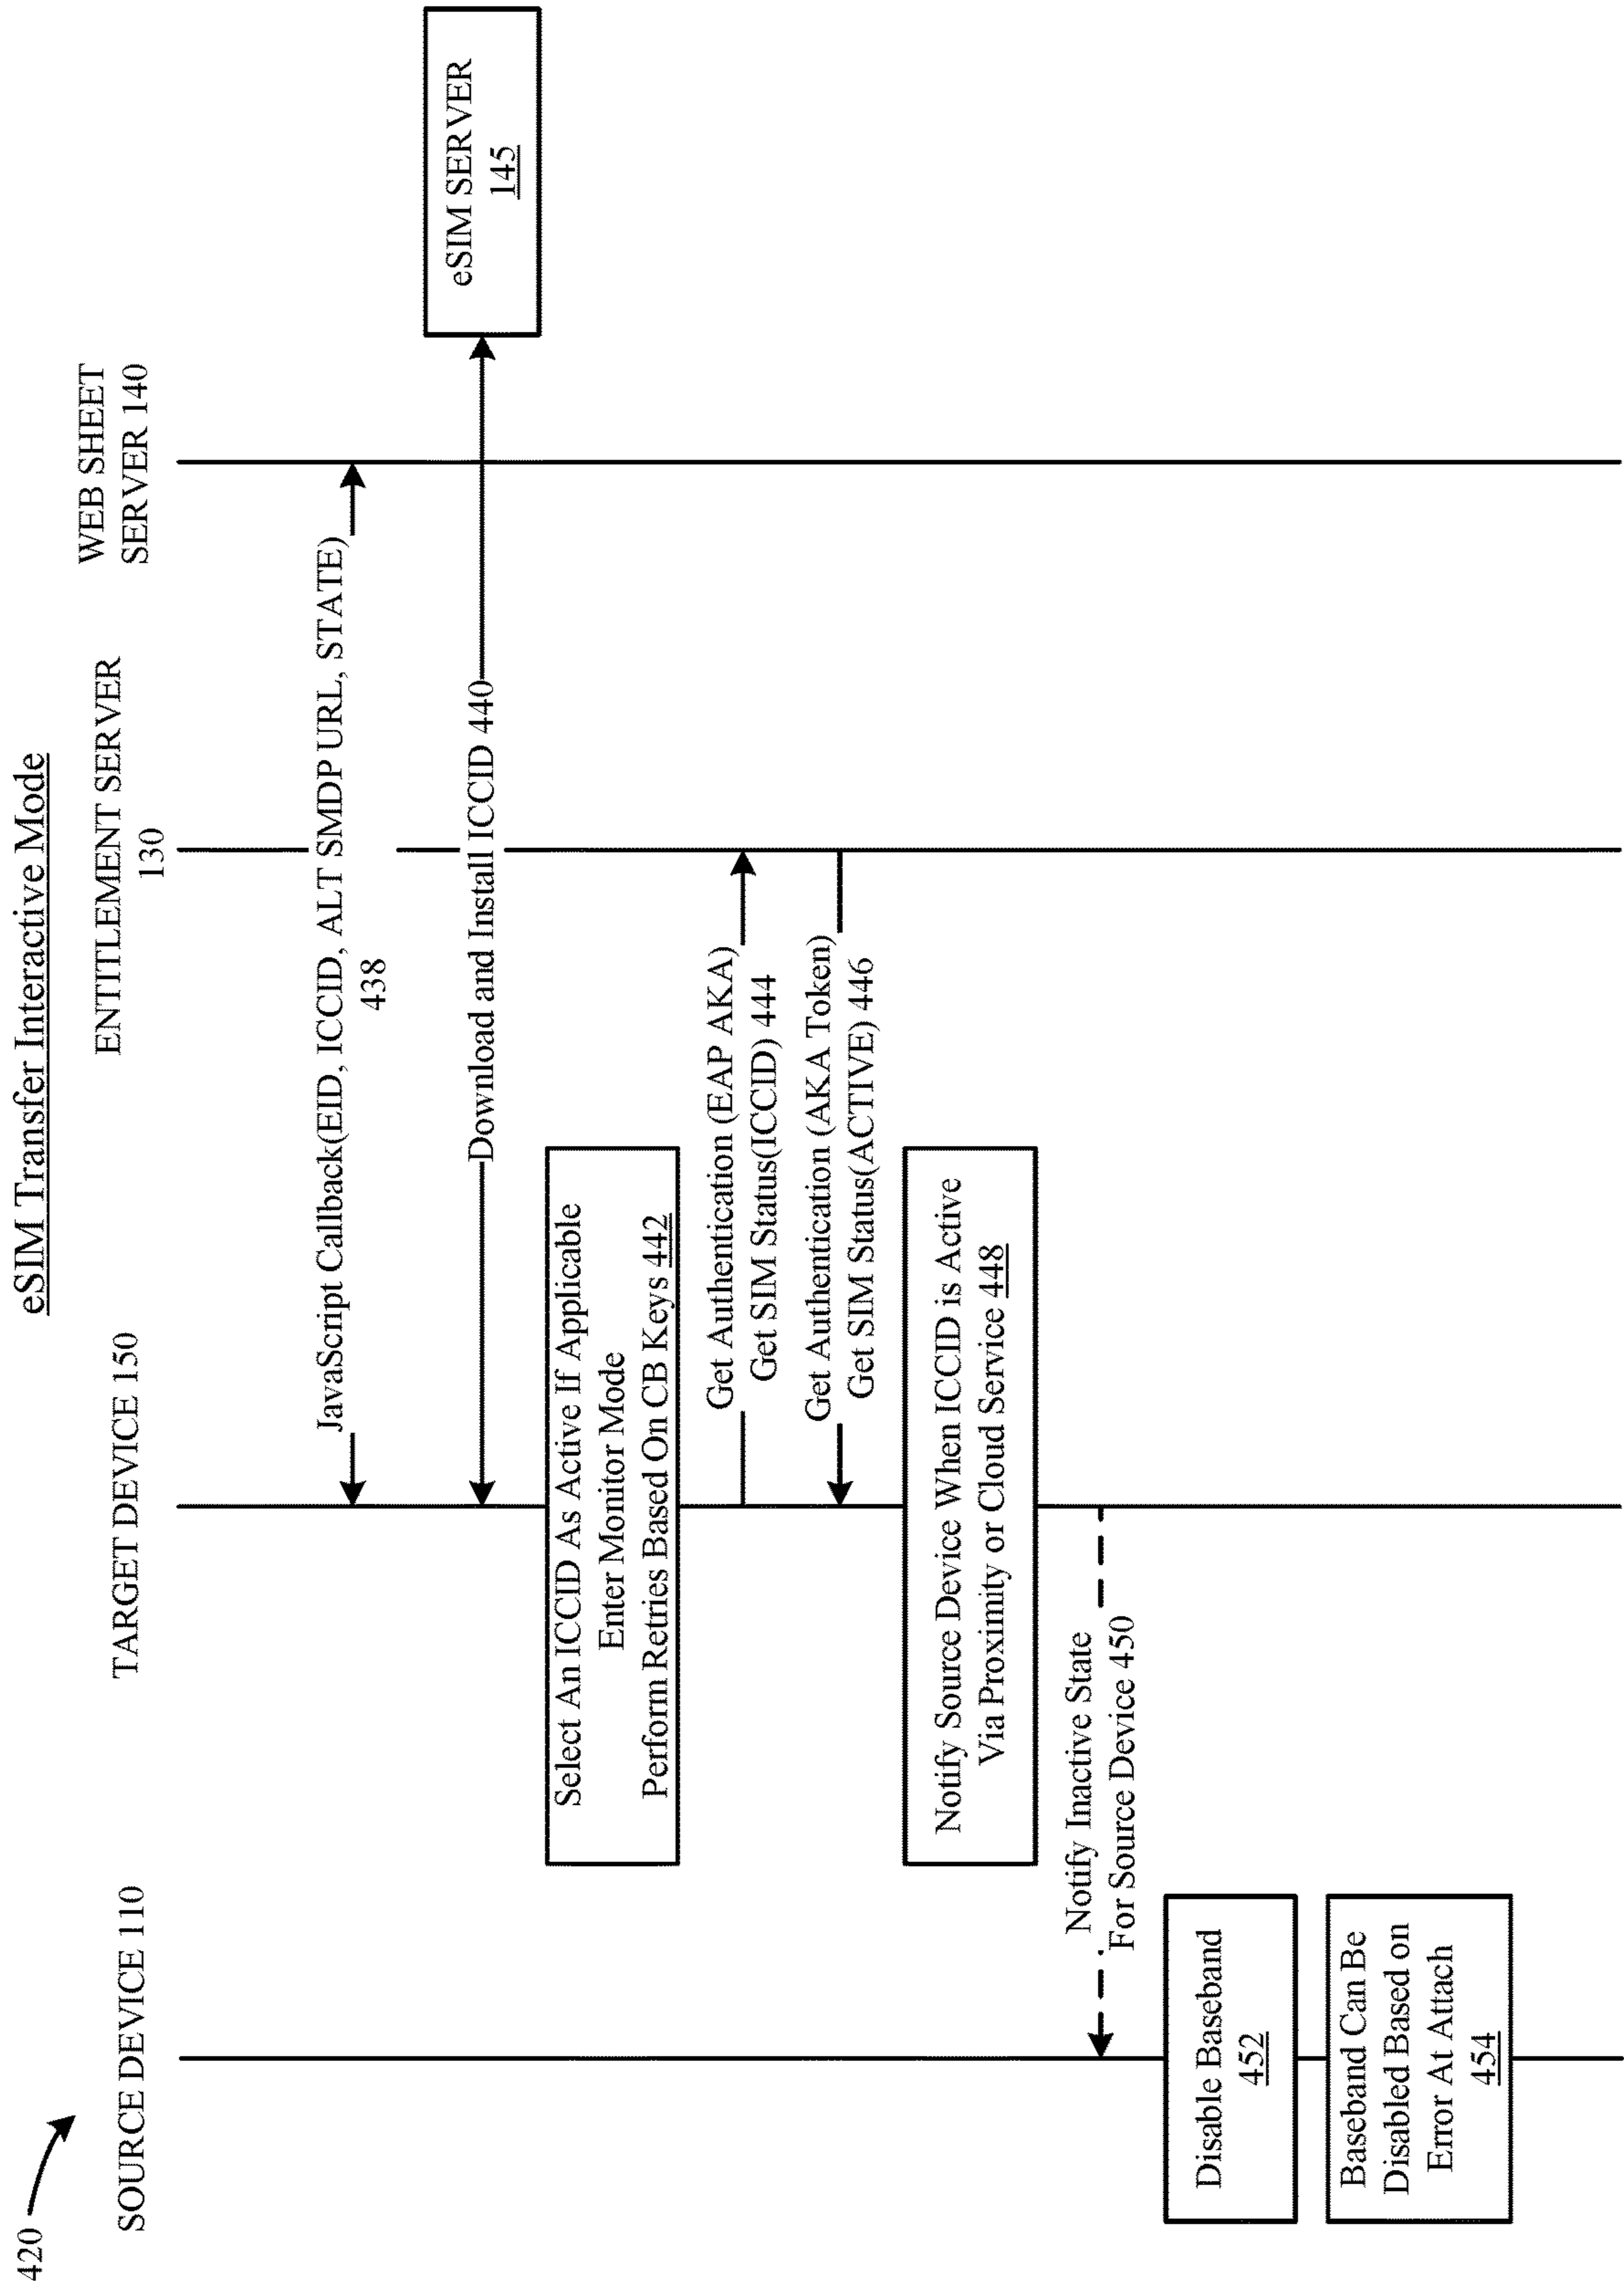 420
eSIM Transfer Interactive Mode
SOURCE DEVICE 110
TARGET DEVICE 150
ENTITLEMENT SERVER
130
WEB SHEET
SERVER 140
JavaScript Callback(EID, ICCID, ALT SMDP URL, STATE)
438
eSIM SERVER
145
Download and Install ICCID 440
Select An ICCID As Active If Applicable
Enter Monitor Mode
Perform Retries Based On CB Keys 442
Get Authentication (EAP AKA)
Get SIM Status(ICCID) 444
Get Authentication (AKA Token)
Get SIM Status(ACTIVE) 446
Notify Source Device When ICCID is Active
Via Proximity or Cloud Service 448
Notify Inactive State
For Source Device 450
Disable Baseband
452
Baseband Can Be
Disabled Based on
Error At Attach
454